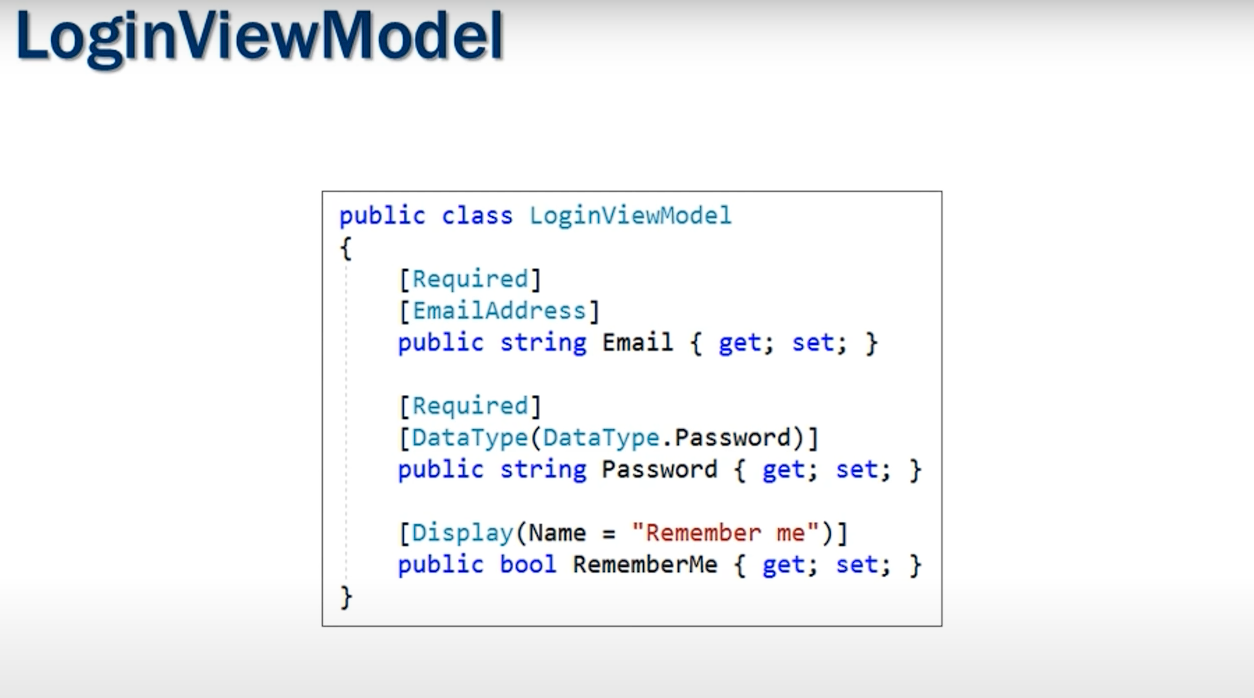 LoginViewModel
public class LoginViewModel
{
[Required]
[EmailAddress]
public string Email { get; set; }
[Required]
[DataType(DataType.Password)]
public string Password { get; set; }
[Display(Name = "Remember me")]
public bool RememberMe { get; set; }
}